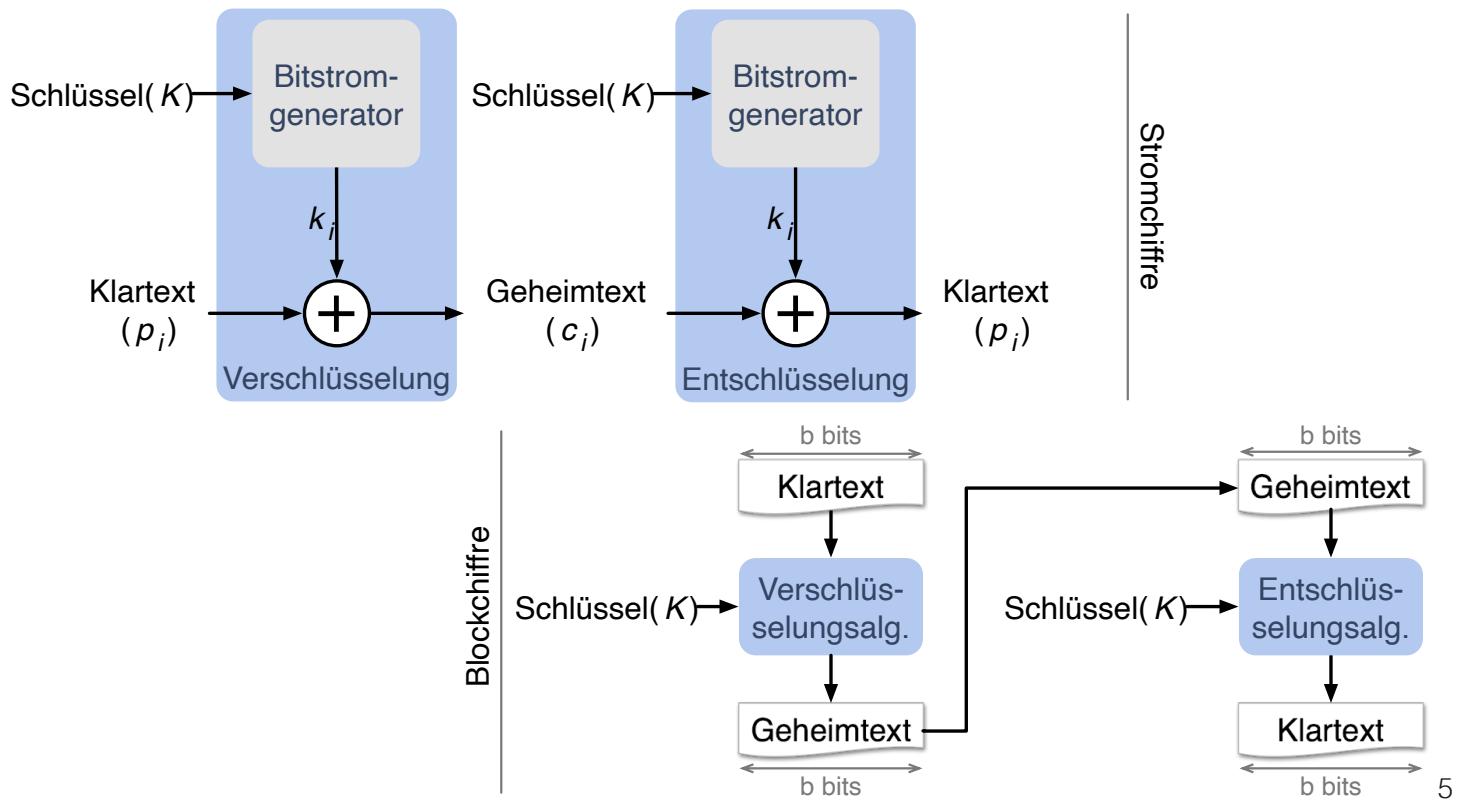 Bitstrom-
generator
Schlüssel(K)
k i
Klartext
(p i)
Verschlüsselung
Geheimtext
(c i)
Bitstrom-
generator
Schlüssel(K)
k i
Klartext
(p i)
Entschlüsselung
Stromchiffre
Blockchiffre
b bits
Klartext
Schlüssel(K)
Verschlüs-
selungsalg.
Geheimtext
b bits
b bits
Geheimtext
Schlüssel(K)
Entschlüs-
selungsalg.
Klartext
b bits
5